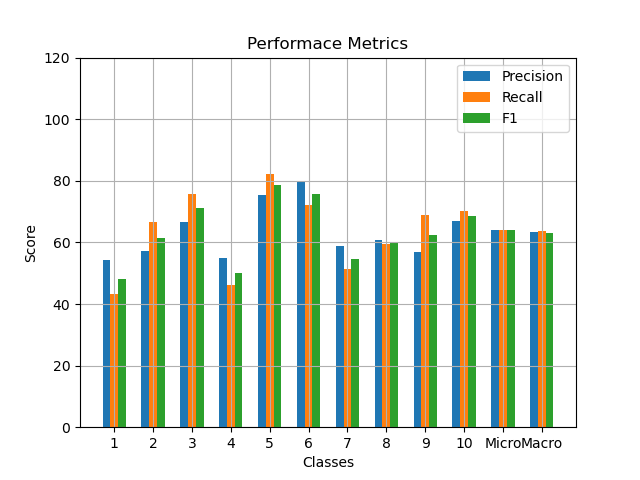 Performace Metrics
Precision
Recall
F1
120
100
80
60
40
20
0
Score
1 2 3 4 5 6 7 8 9 10 Micro Macro
Classes